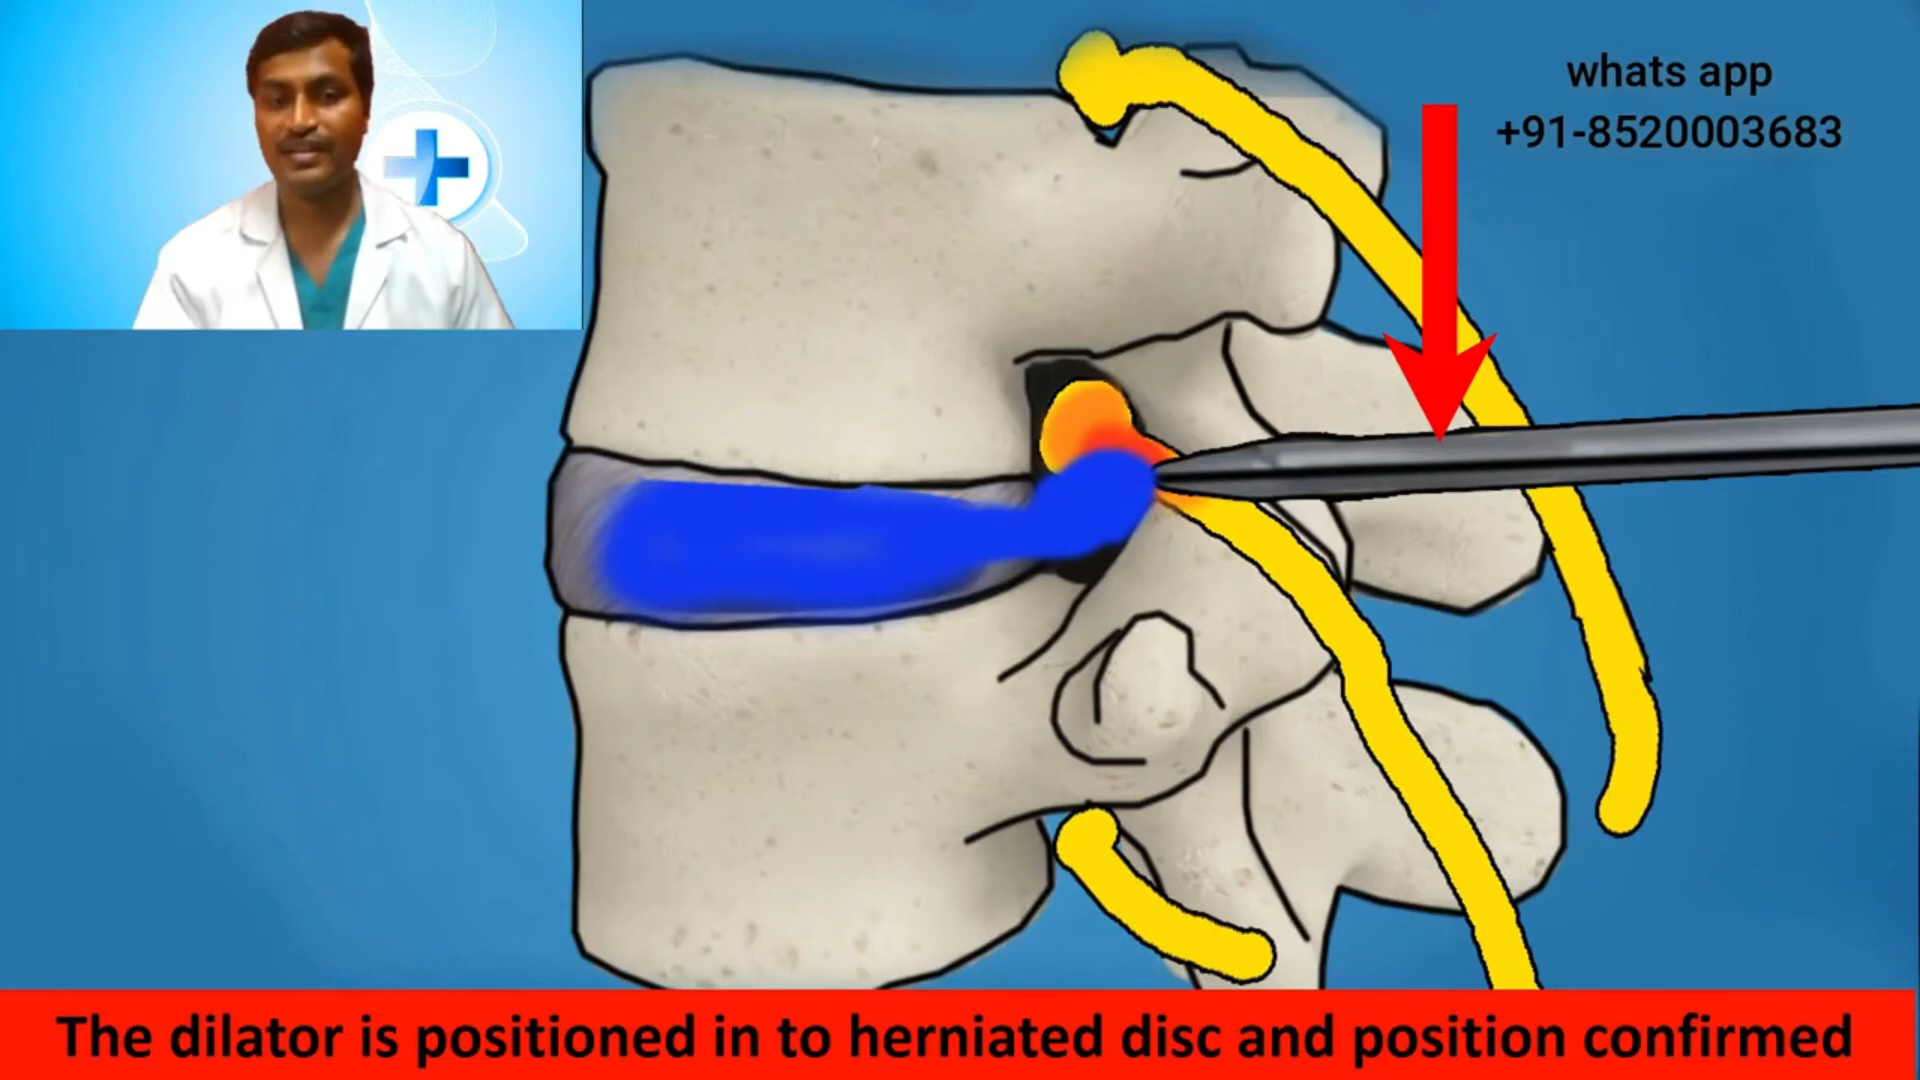 whats app
+91-8520003683
The dilator is positioned in to herniated disc and position confirmed